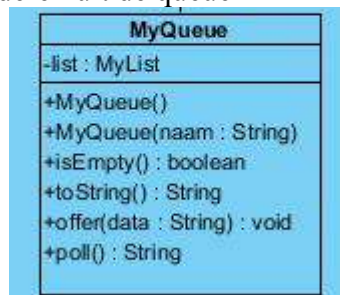 MyQueue
-list : MyList
+MyQueue()
+MyQueue(naam : String)
+isEmpty() : boolean
+toString() : String
+offer(data : String) : void
+poll() : String